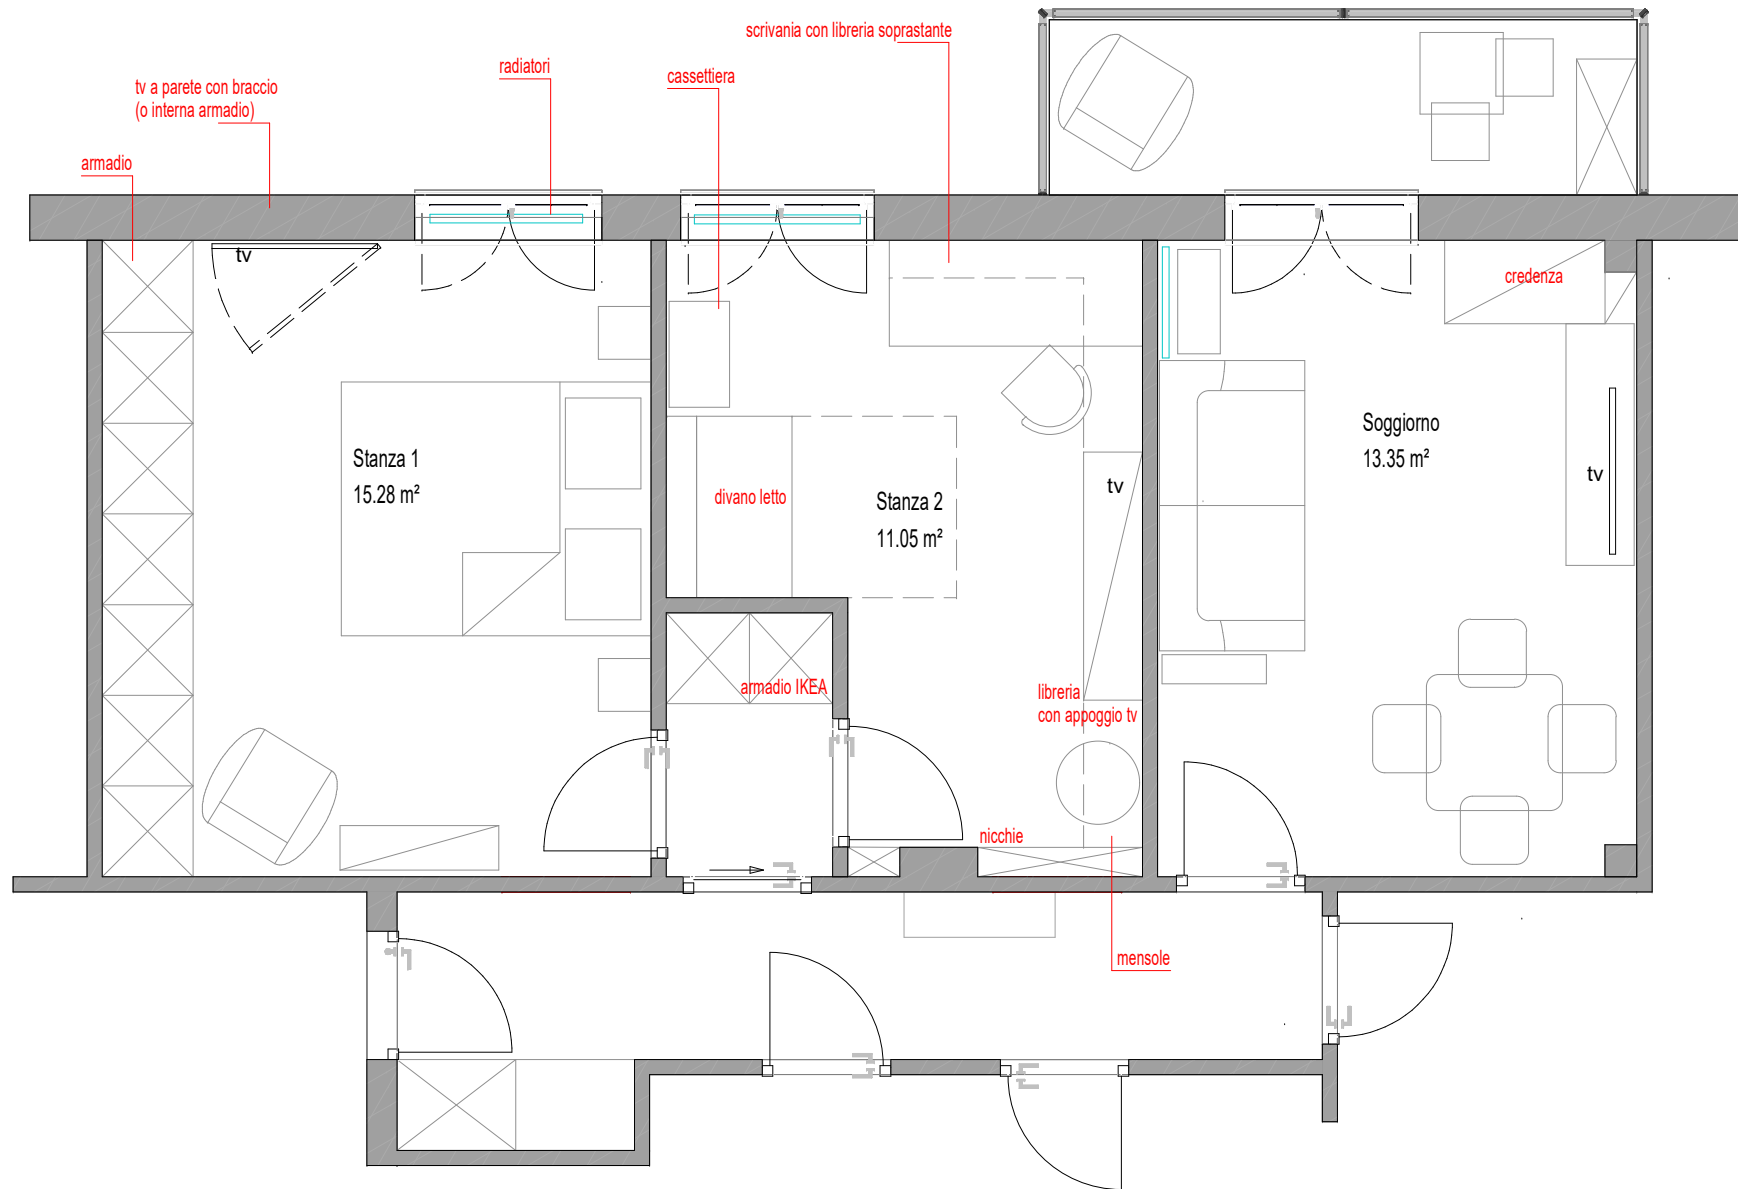 scrivania con libreria soprastante
radiatori
cassettiera
tv a parete con braccio
(o interna armadio)
armadio
tv
credenza
Stanza 1
15.28 m²
divano letto
Stanza 2
11.05 m²
tv
Soggiorno
13.35 m²
tv
armadio IKEA
libreria
con appoggio tv
nicchie
mensole